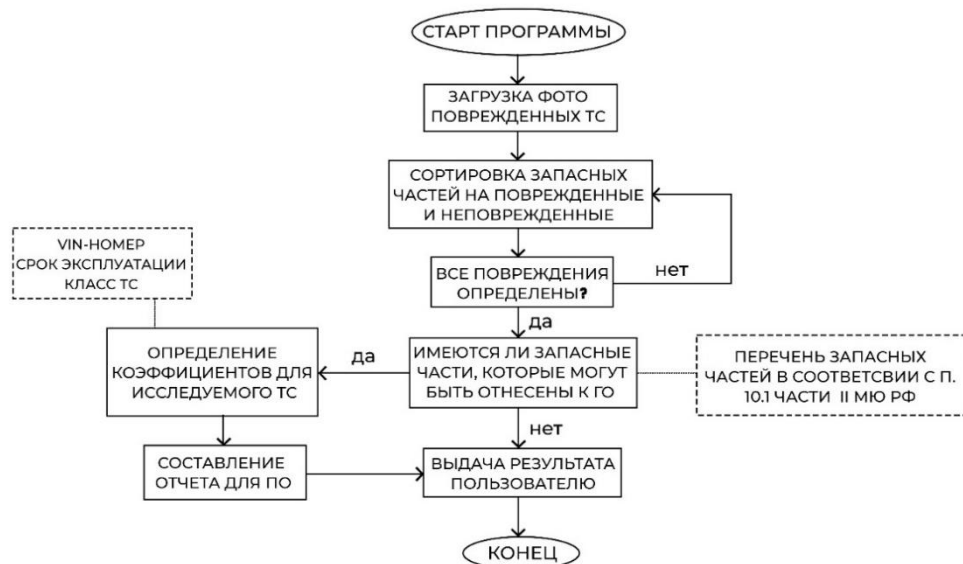 СТАРТ ПРОГРАММЫ
ЗАГРУЗКА ФОТО
ПОВРЕЖДЕННЫХ ТС
СОРТИРОВКА ЗАПАСНЫХ
ЧАСТЕЙ НА ПОВРЕЖДЕННЫЕ
И НЕПОВРЕЖДЕННЫЕ
VIN-НОМЕР
СРОК ЭКСПЛУАТАЦИИ
КЛАСС ТС
ВСЕ ПОВРЕЖДЕНИЯ
ОПРЕДЕЛЕНЫ?
нет
да
ОПРЕДЕЛЕНИЕ
КОЭФФИЦИЕНТОВ ДЛЯ
ИССЛЕДУЕМОГО ТС
да
ИМЕЮТСЯ ЛИ ЗАПАСНЫЕ
ЧАСТИ, КОТОРЫЕ МОГУТ
БЫТЬ ОТНЕСЕНЫ К ГО
ПЕРЕЧЕНЬ ЗАПАСНЫХ
ЧАСТЕЙ В СООТВЕТСВИИ С П.
10.1 ЧАСТИ II МЮ РФ
нет
СОСТАВЛЕНИЕ
ОТЧЕТА ДЛЯ ПО
ВЫДАЧА РЕЗУЛЬТАТА
ПОЛЬЗОВАТЕЛЮ
КОНЕЦ